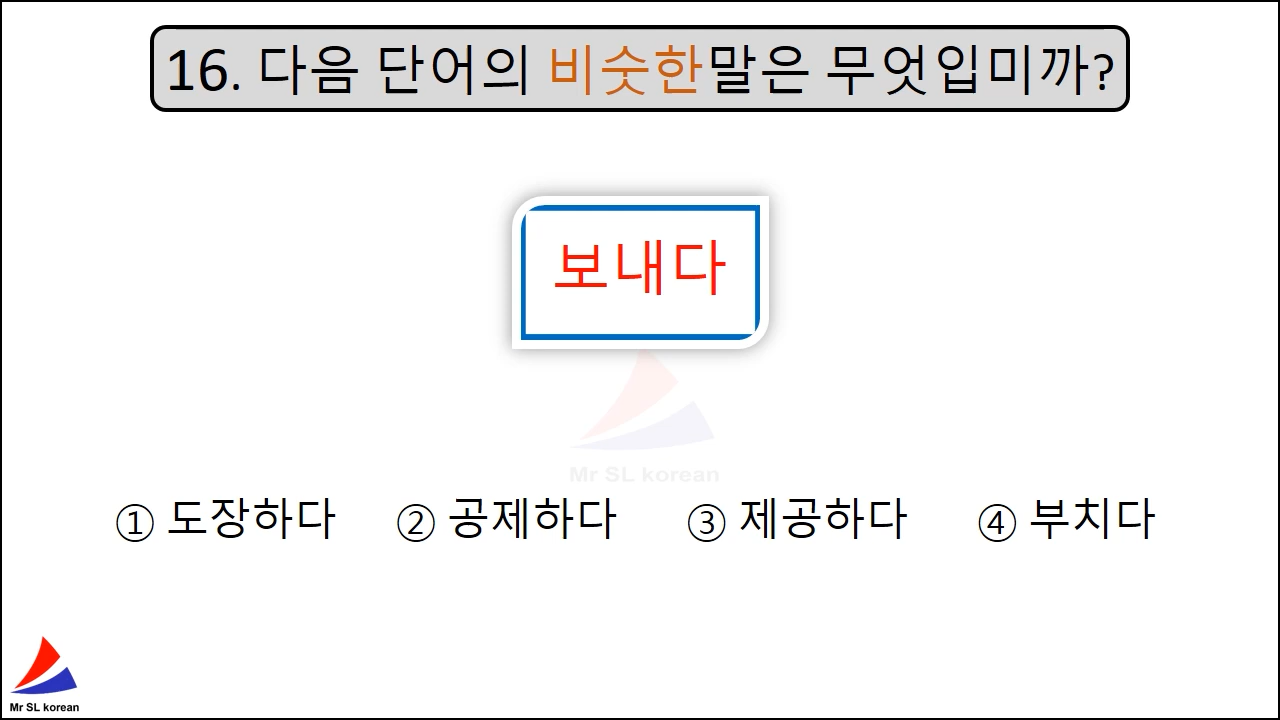 16. 다음 단어의 비슷한말은 무엇입미까?
보내다
Mr SL korean
① 도장하다 ② 공제하다 ③ 제공하다 ④ 부치다
Mr SL korean